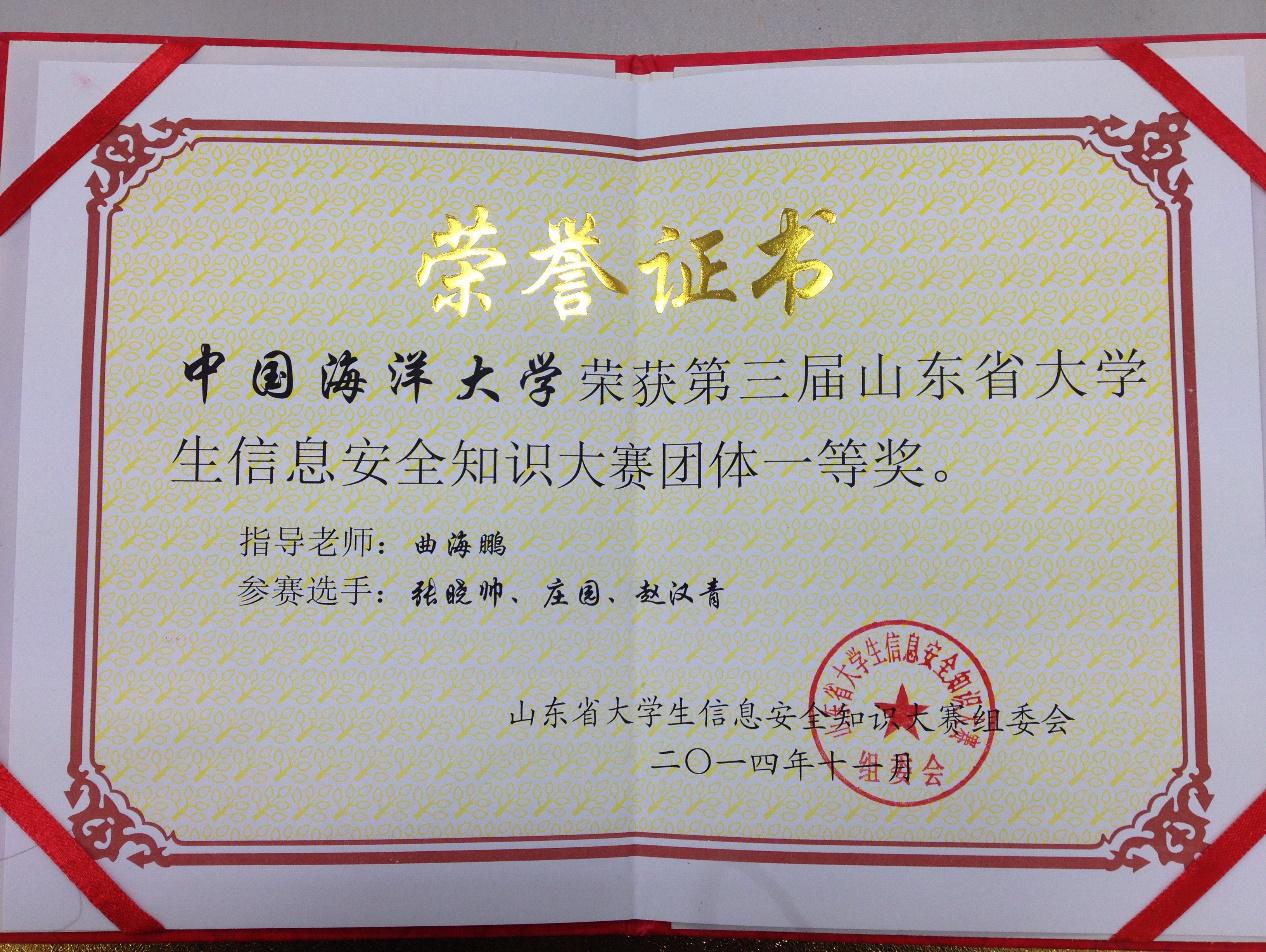 荣誉证书
中国海洋大学荣获第三届山东省大学
生信息安全知识大赛团体一等奖。
指导老师：曲海鹏
参赛选手：张晓帅、庄园、赵汉青
山东省大学生信息安全知识大赛组委会
二〇一四年十一月
山东省大学生信息安全知识大赛
组委会